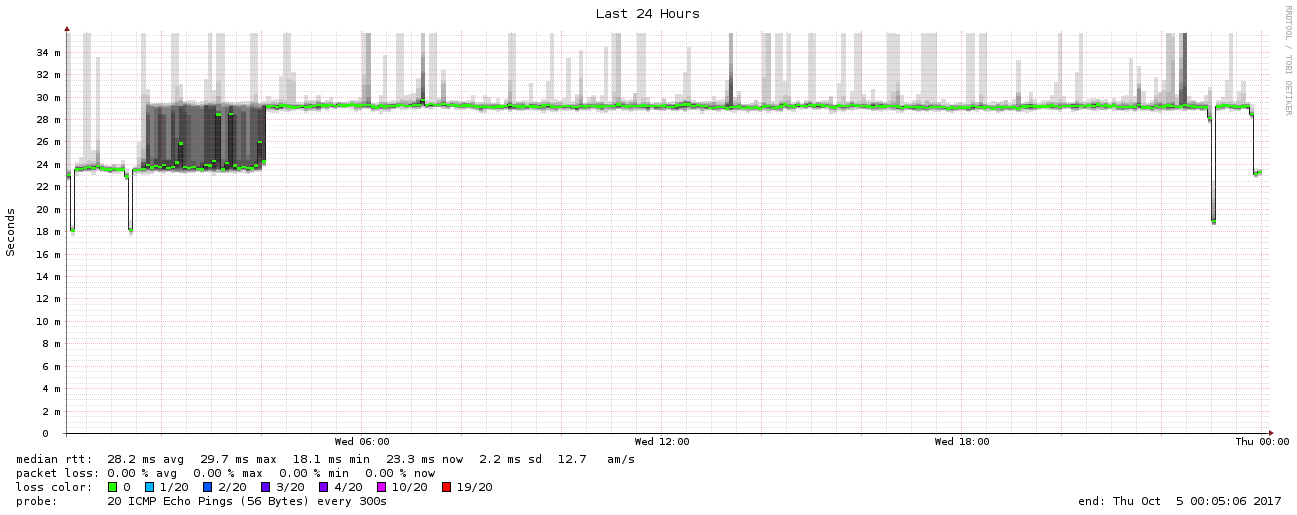 Last 24 Hours
RRDTOOL / TOBI OETIKER
Seconds
34 m
32 m
30 m
28 m
26 m
24 m
22 m
20 m
18 m
16 m
14 m
12 m
10 m
8 m
6 m
4 m
2 m
0
Wed 06:00 Wed 12:00 Wed 18:00 Thu 00:00
median rtt: 28.2 ms avg 29.7 ms max 18.1 ms min 23.3 ms now 2.2 ms sd 12.7 am/s
packet loss: 0.00 % avg 0.00 % max 0.00 % min 0.00 % now
loss color: 0 1/20 2/20 3/20 4/20 10/20 19/20
probe: 20 ICMP Echo Pings (56 Bytes) every 300s end: Thu Oct 5 00:05:06 2017